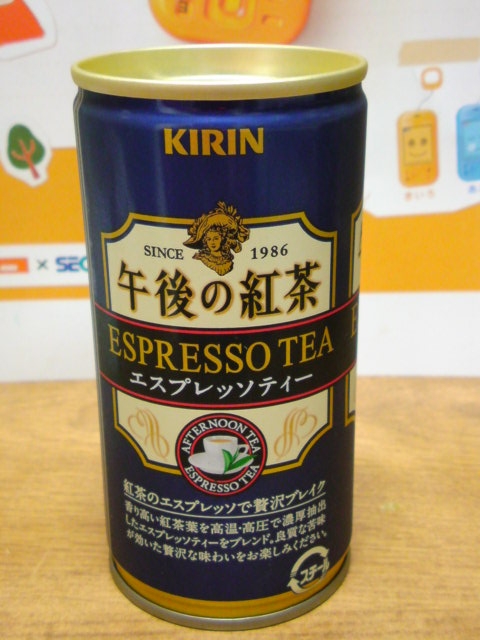 KIRIN
SINCE 1986
午後の紅茶
ESPRESSO TEA
エスプレッソティー
AFTERNOON TEA
ESPRESSO TEA
紅茶のエスプレッソで贅沢ブレイク
香り高い紅茶葉を高温・高圧で濃厚抽出
したエスプレッソティーをブレンド。良質な苦味
が効いた贅沢な味わいをお楽しみください。
スチール
× SEC
きいろ